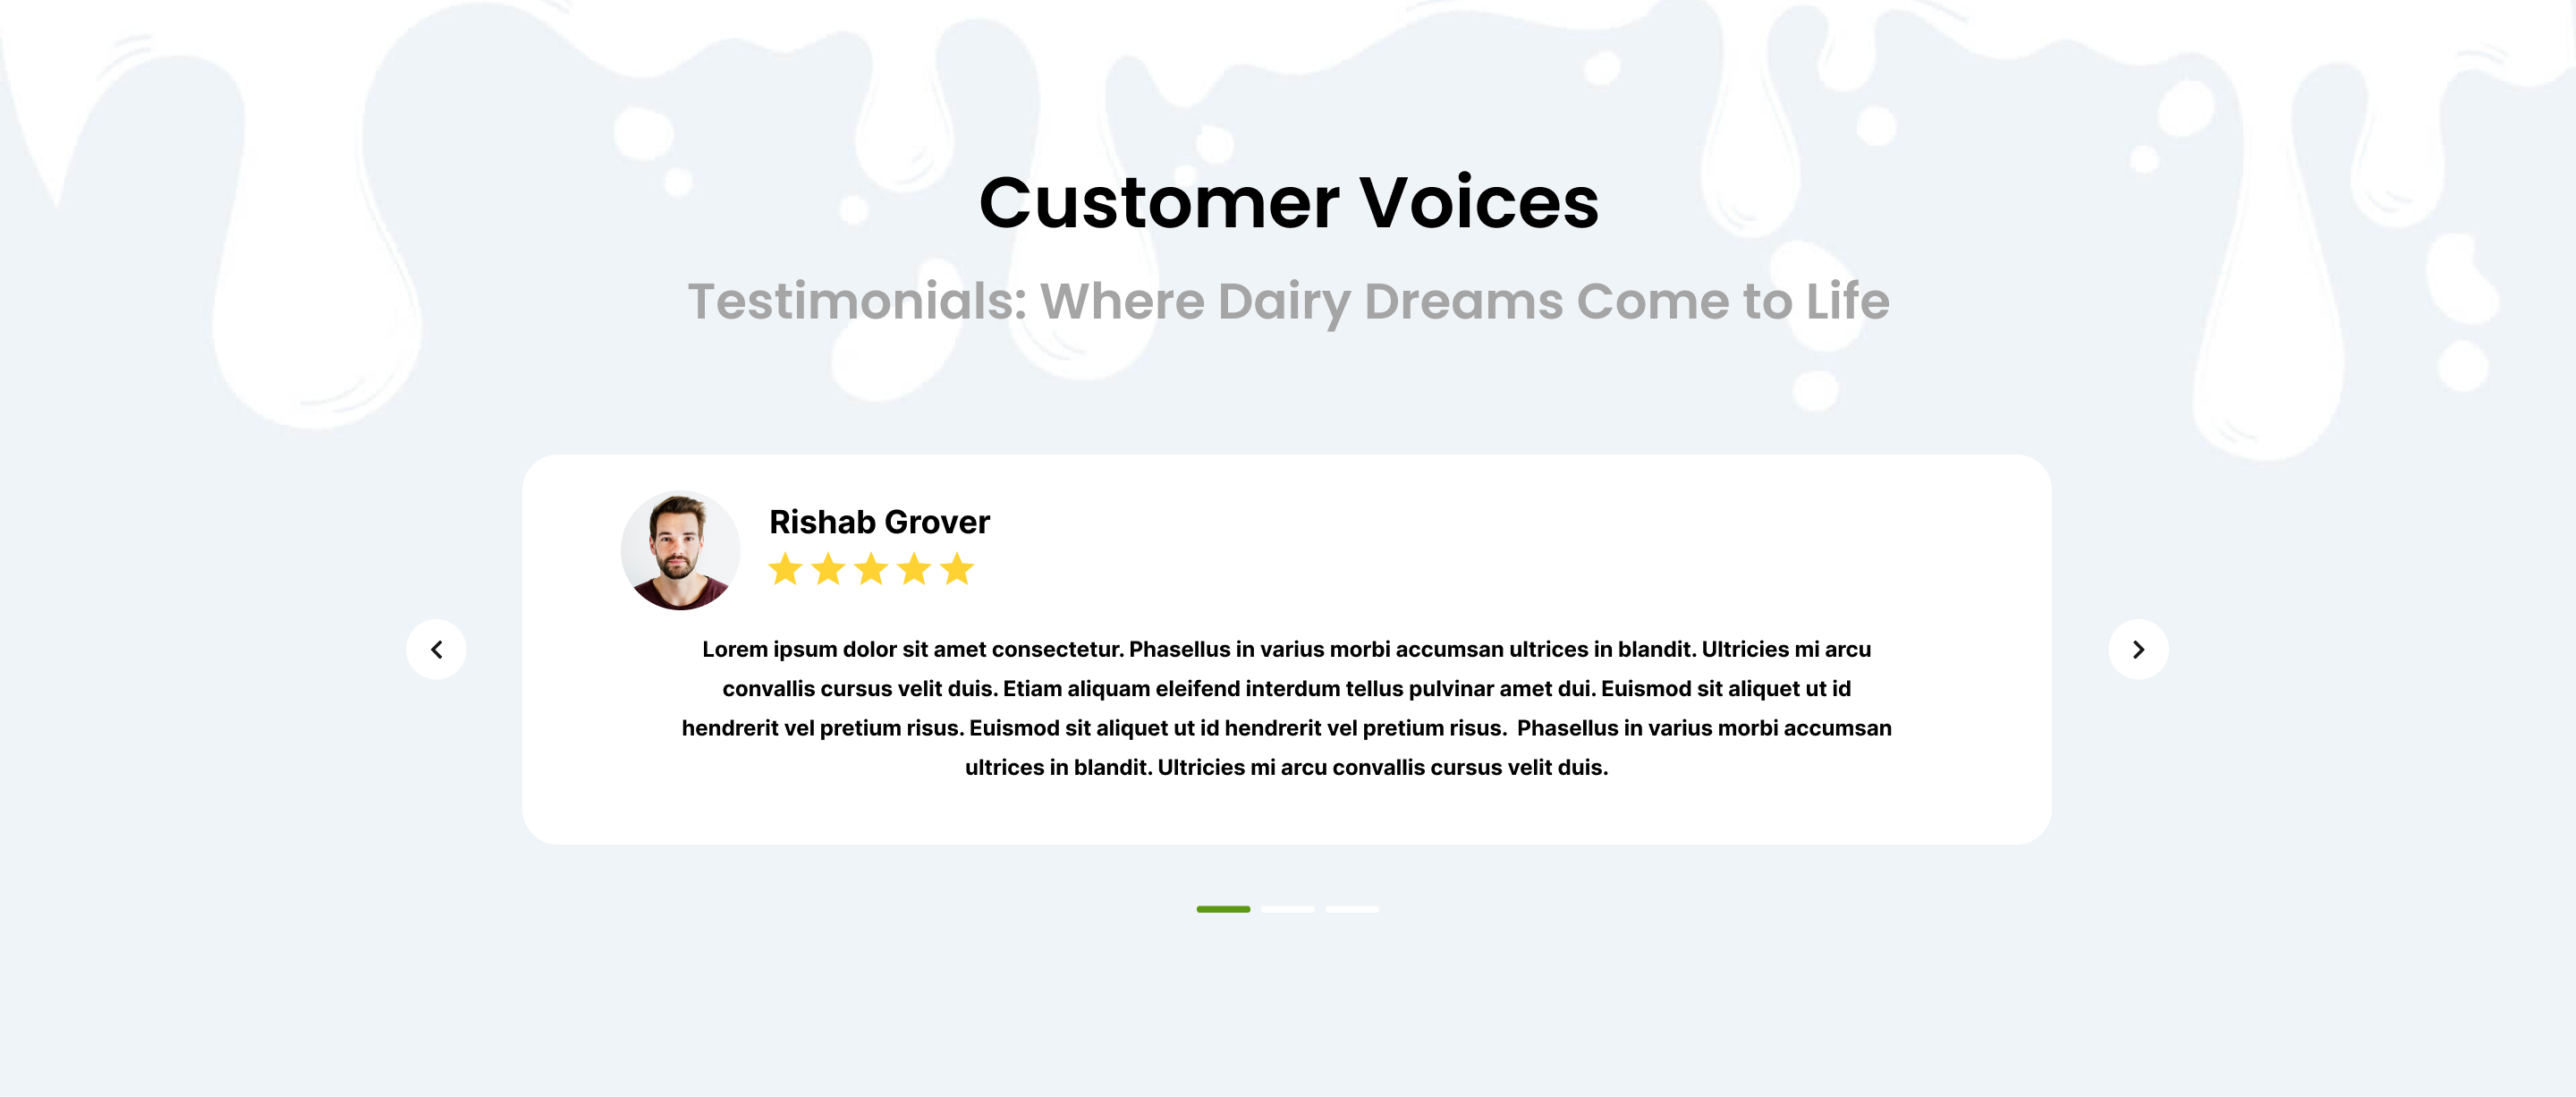 Customer Voices
Testimonials: Where Dairy Dreams Come to Life
Rishab Grover
Lorem ipsum dolor sit amet consectetur. Phasellus in varius morbi accumsan ultrices in blandit. Ultricies mi arcu
convallis cursus velit duis. Etiam aliquam eleifend interdum tellus pulvinar amet dui. Euismod sit aliquet ut id
hendrerit vel pretium risus. Euismod sit aliquet ut id hendrerit vel pretium risus.  Phasellus in varius morbi accumsan
ultrices in blandit. Ultricies mi arcu convallis cursus velit duis.